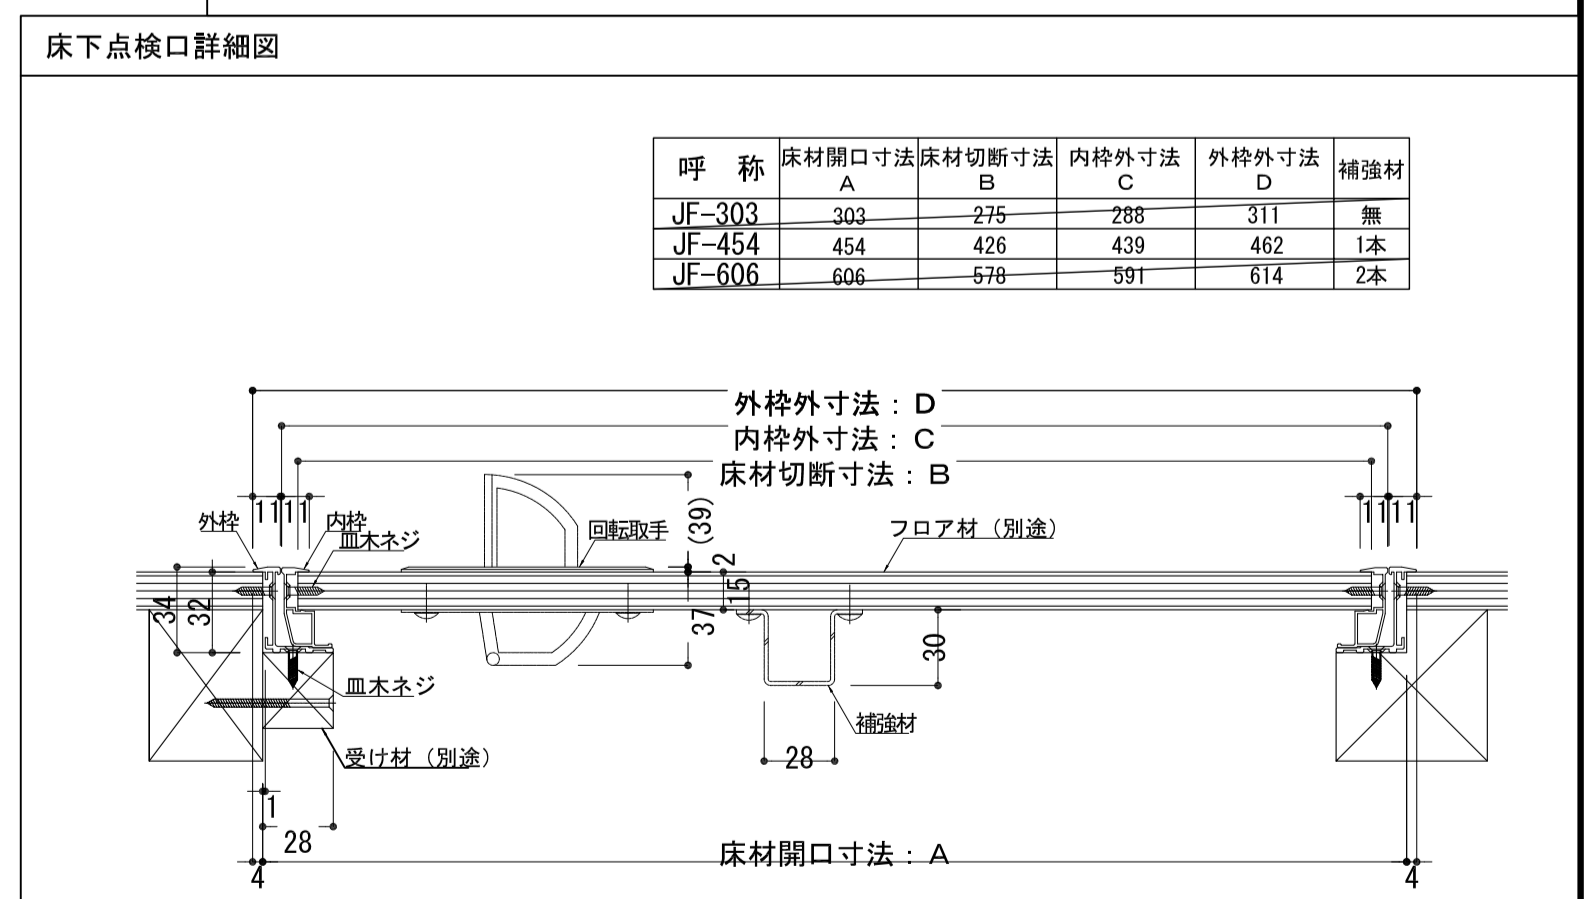 床下点検口詳細図
呼 称 床材開口寸法 A 床材切断寸法 B 内枠外寸法 C 外枠外寸法 D 補強材
JF-303 303 275 288 311 無
JF-454 454 426 439 462 1本
JF-606 606 578 591 614 2本
外枠外寸法：D
内枠外寸法：C
床材切断寸法：B
外枠 11 11 内枠 (39) 回転取手 フロア材（別途） 11 11
皿木ネジ
2
34 32 37 15 30
皿木ネジ
補強材
受け材（別途） 28
1
28
床材開口寸法：A
4 4